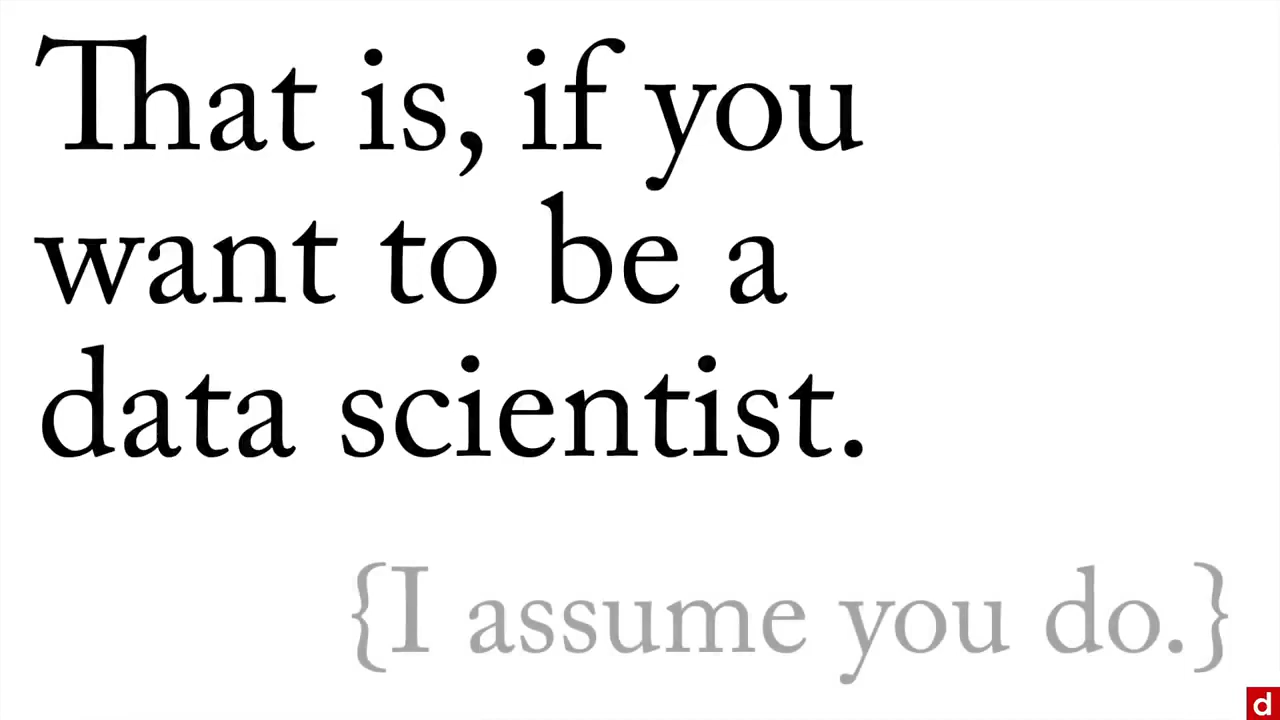 That is, if you
want to be a
data scientist.
{I assume you do.}
d